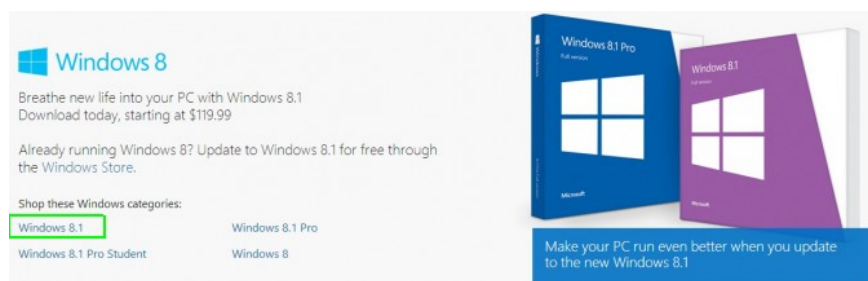 Windows 8
Breathe new life into your PC with Windows 8.1
Download today, starting at $119.99
Already running Windows 8? Update to Windows 8.1 for free through
the Windows Store.
Shop these Windows categories:
Windows 8.1
Windows 8.1 Pro
Windows 8.1 Pro Student
Windows 8
Windows 8.1 Pro
Full version
Microsoft
Windows 8.1
Full version
Microsoft
Make your PC run even better when you update
to the new Windows 8.1